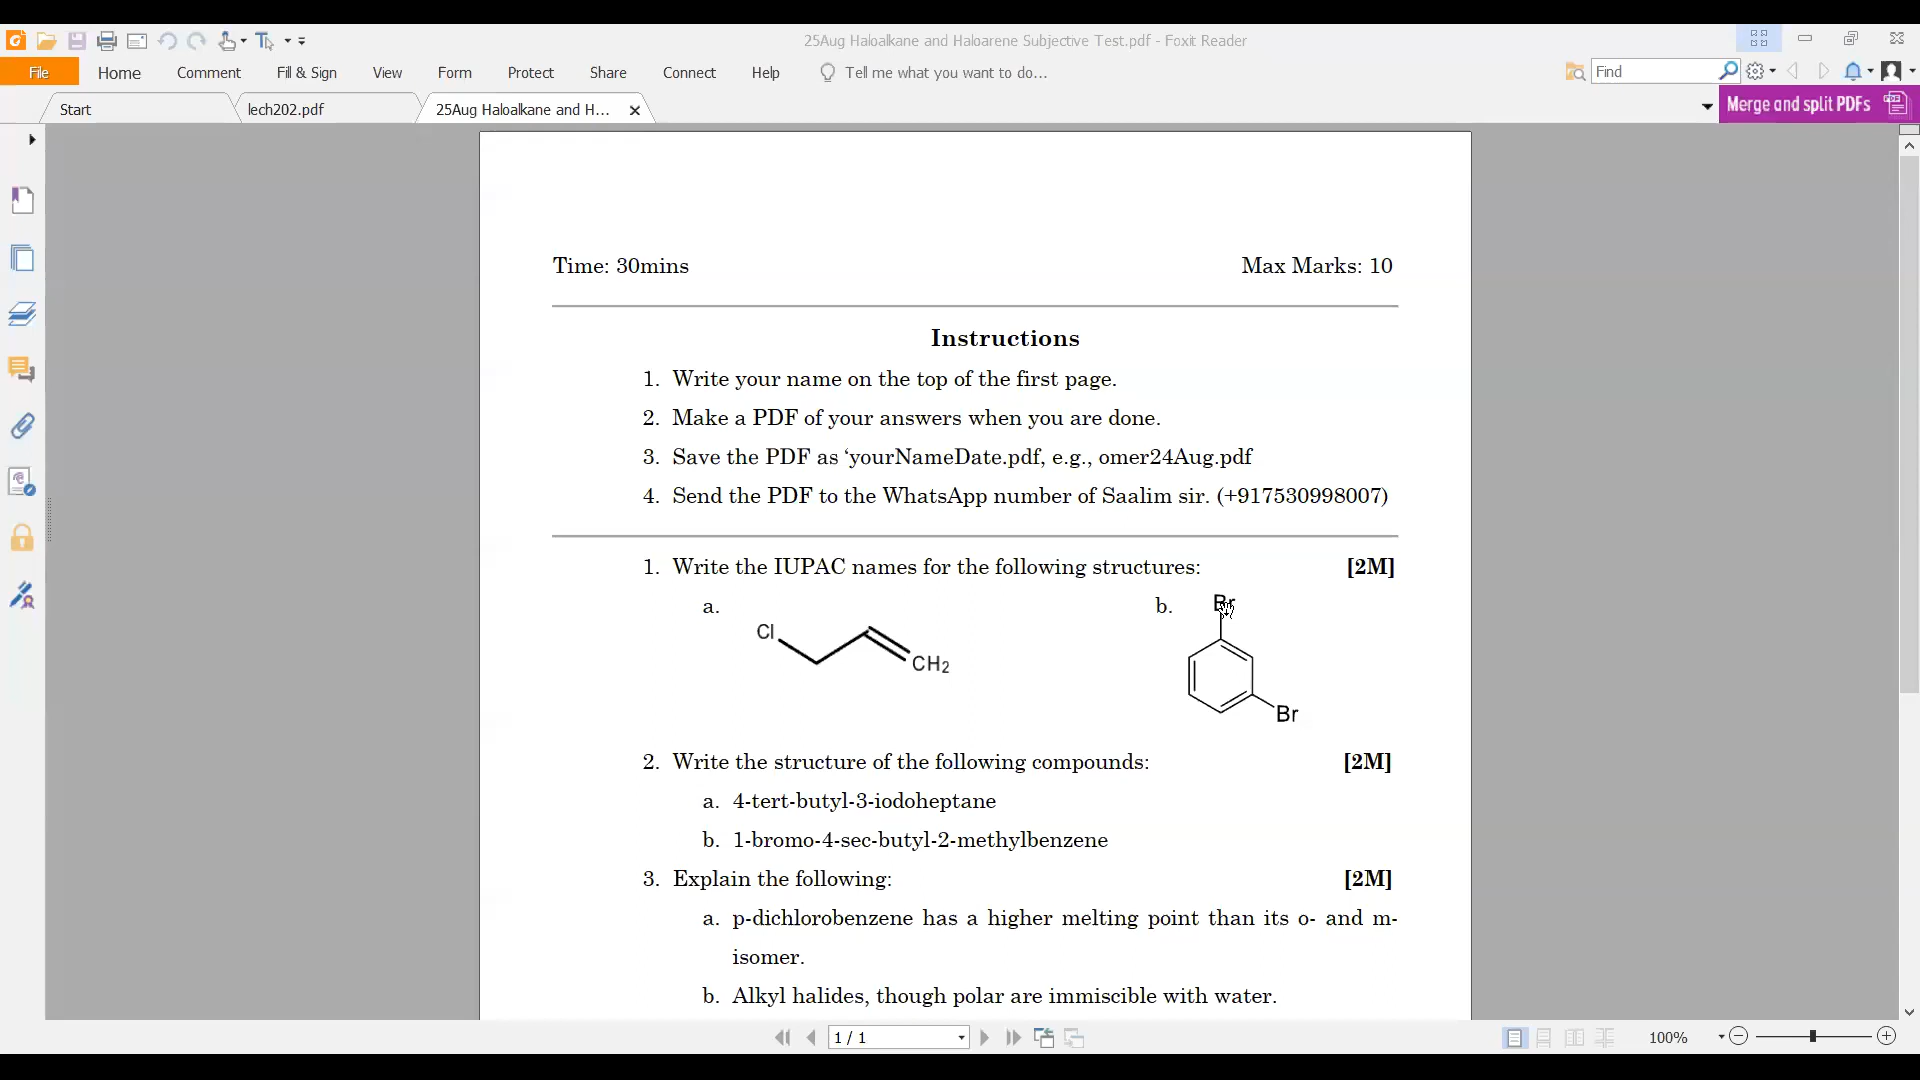 25Aug Haloalkane and Haloarene Subjective Test.pdf - Foxit Reader
File Home Comment Fill & Sign View Form Protect Share Connect Help Tell me what you want to do... Find
Start lech202.pdf 25Aug Haloalkane and H... Merge and split PDFs
Time: 30mins Max Marks: 10
Instructions
1. Write your name on the top of the first page.
2. Make a PDF of your answers when you are done.
3. Save the PDF as ‘yourNameDate.pdf, e.g., omer24Aug.pdf
4. Send the PDF to the WhatsApp number of Saalim sir. (+917530998007)
1. Write the IUPAC names for the following structures: [2M]
a. b. Br
Cl CH2
Br
2. Write the structure of the following compounds: [2M]
a. 4-tert-butyl-3-iodoheptane
b. 1-bromo-4-sec-butyl-2-methylbenzene
3. Explain the following: [2M]
a. p-dichlorobenzene has a higher melting point than its o- and m-
isomer.
b. Alkyl halides, though polar are immiscible with water.
1 / 1 100%